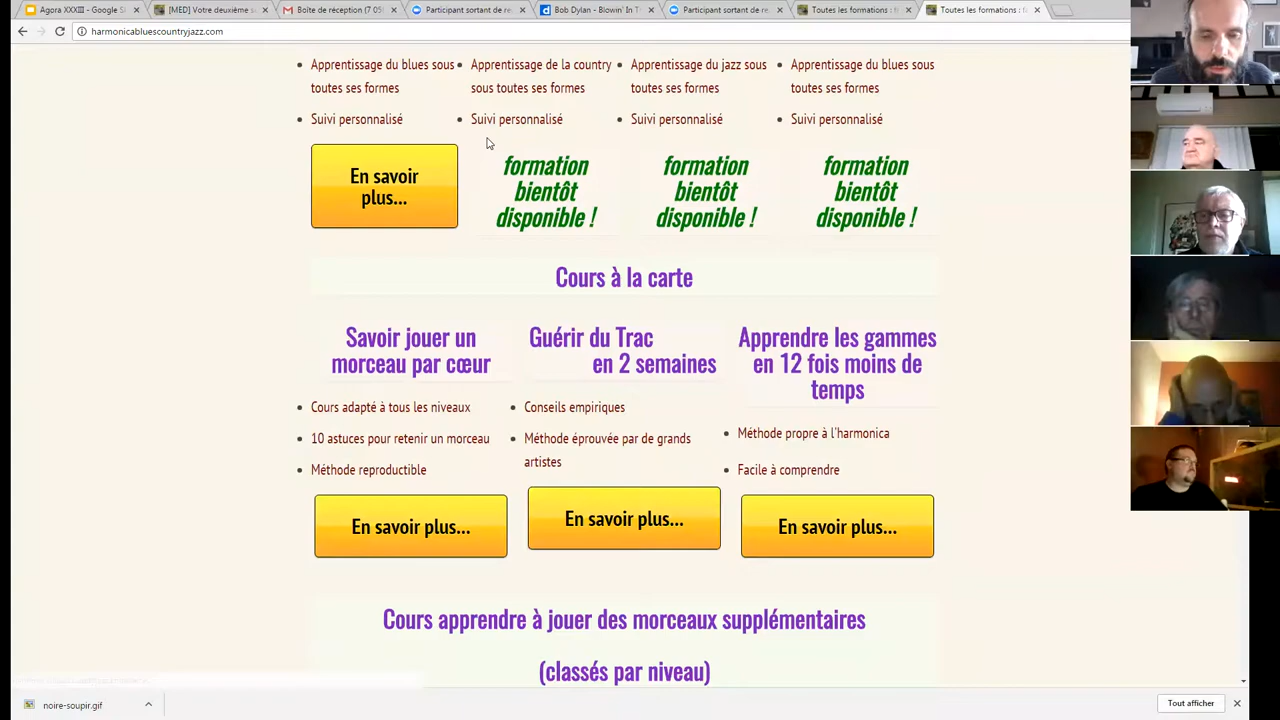 Agora XXXIII - Google S
[MED] Votre deuxième s
Boîte de réception (7 05
Participant sortant de re
Bob Dylan - Blowin' In T
Participant sortant de re
Toutes les formations : f
Toutes les formations : f
harmonicabluescountryjazz.com
Apprentissage du blues sous
toutes ses formes
Suivi personnalisé
En savoir
plus...
Apprentissage de la country
sous toutes ses formes
Suivi personnalisé
formation
bientôt
disponible !
Apprentissage du jazz sous
toutes ses formes
Suivi personnalisé
formation
bientôt
disponible !
Apprentissage du blues sous
toutes ses formes
Suivi personnalisé
formation
bientôt
disponible !
Cours à la carte
Savoir jouer un
morceau par cœur
Cours adapté à tous les niveaux
10 astuces pour retenir un morceau
Méthode reproductible
En savoir plus...
Guérir du Trac
en 2 semaines
Conseils empiriques
Méthode éprouvée par de grands
artistes
En savoir plus...
Apprendre les gammes
en 12 fois moins de
temps
Méthode propre à l'harmonica
Facile à comprendre
En savoir plus...
Cours apprendre à jouer des morceaux supplémentaires
(classés par niveau)
noire-soupir.gif
Tout afficher